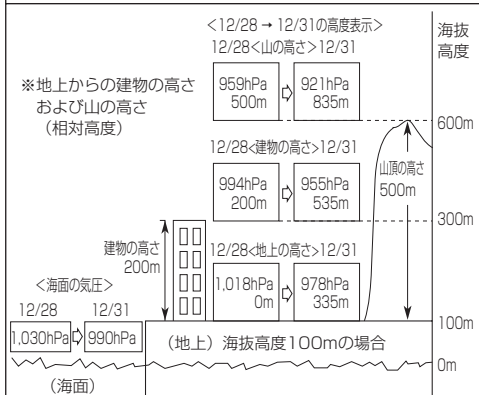 <12/28 → 12/31の高度表示>
12/28<山の高さ>12/31
959hPa
500m
921hPa
835m
海抜
高度
※地上からの建物の高さ
および山の高さ
(相対高度)
600m
山頂の高さ
500m
12/28<建物の高さ>12/31
994hPa
200m
955hPa
535m
300m
建物の高さ
200m
12/28<地上の高さ>12/31
1,018hPa
0m
978hPa
335m
<海面の気圧>
12/28 12/31
1,030hPa
990hPa
100m
(地上) 海抜高度100mの場合
0m
(海面)